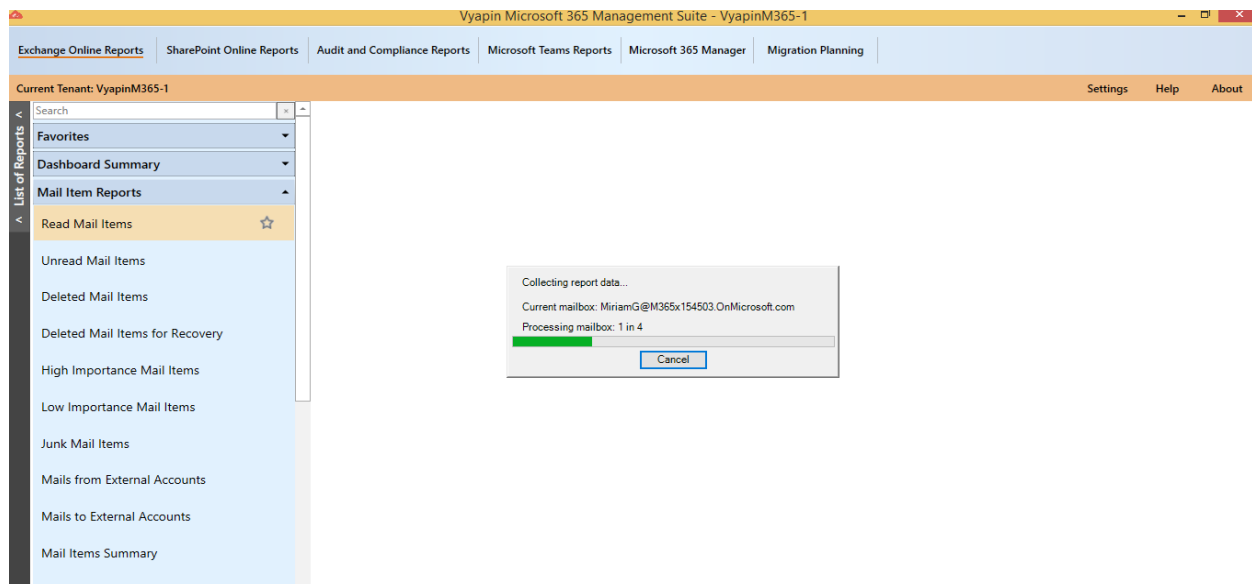 Vyapin Microsoft 365 Management Suite - VyapinM365-1
Exchange Online Reports SharePoint Online Reports Audit and Compliance Reports Microsoft Teams Reports Microsoft 365 Manager Migration Planning
Current Tenant: VyapinM365-1 Settings Help About
< List of Reports <
Search
Favorites
Dashboard Summary
Mail Item Reports
Read Mail Items
Unread Mail Items
Deleted Mail Items
Deleted Mail Items for Recovery
High Importance Mail Items
Low Importance Mail Items
Junk Mail Items
Mails from External Accounts
Mails to External Accounts
Mail Items Summary
Collecting report data...
Current mailbox: MiriamG@M365x154503.OnMicrosoft.com
Processing mailbox: 1 in 4
Cancel